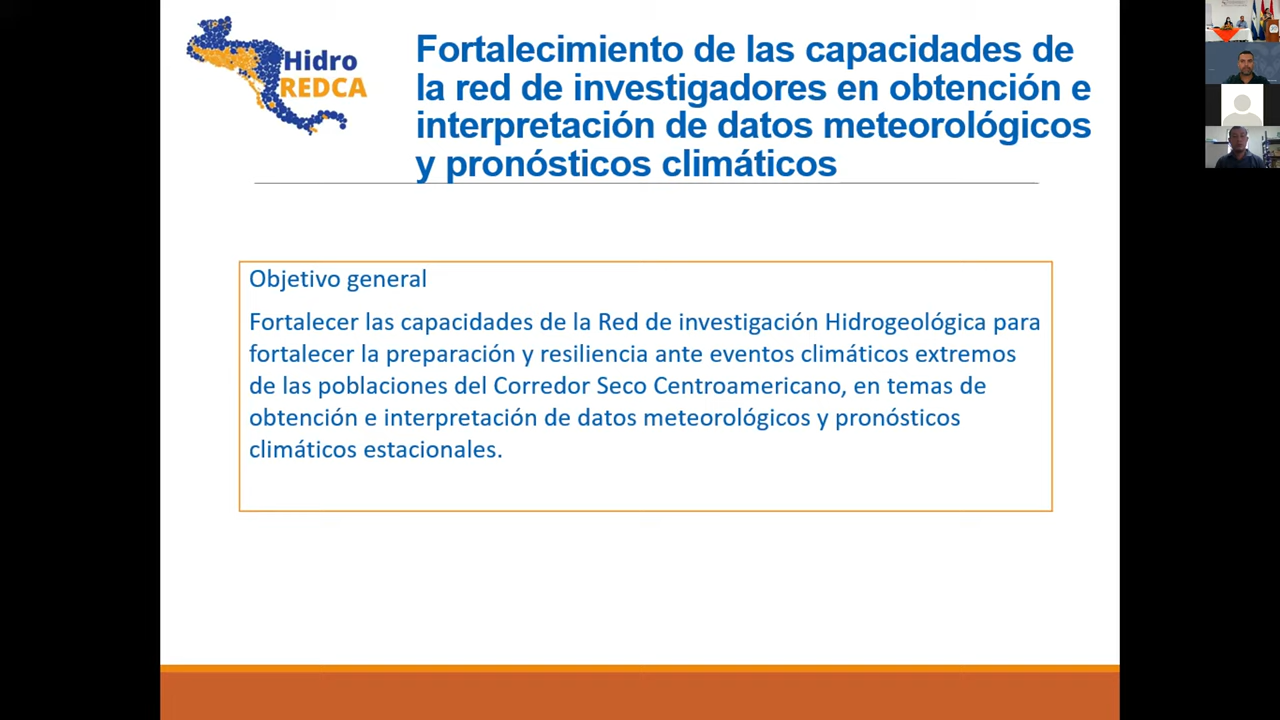 Hidro
REDCA
Fortalecimiento de las capacidades de
la red de investigadores en obtención e
interpretación de datos meteorológicos
y pronósticos climáticos
Objetivo general
Fortalecer las capacidades de la Red de investigación Hidrogeológica para
fortalecer la preparación y resiliencia ante eventos climáticos extremos
de las poblaciones del Corredor Seco Centroamericano, en temas de
obtención e interpretación de datos meteorológicos y pronósticos
climáticos estacionales.